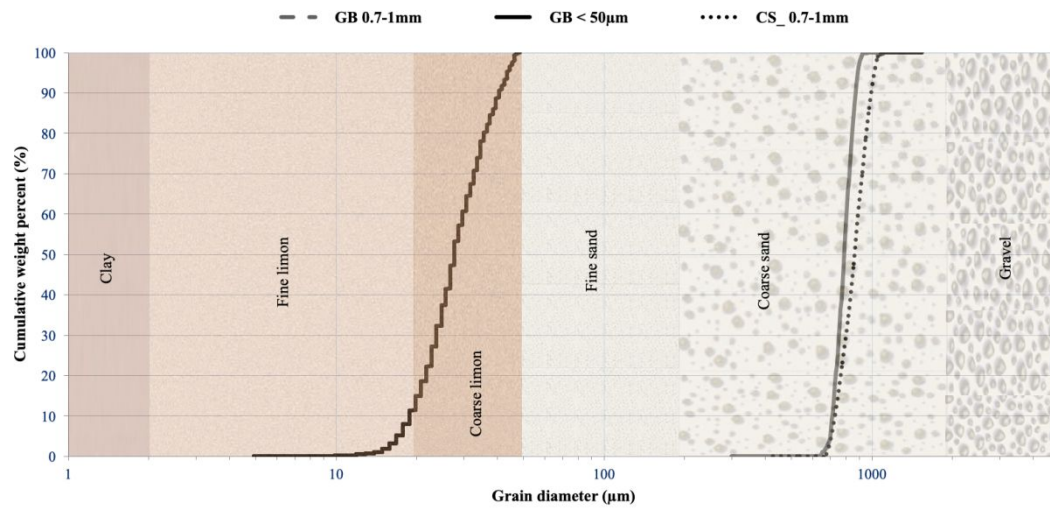 GB 0.7-1mm GB < 50µm CS_ 0.7-1mm
100
90
80
70
60
50
40
30
20
10
0
Cumulative weight percent (%)
Clay
Fine limon
Coarse limon
Fine sand
Coarse sand
Gravel
1 10 100 1000
Grain diameter (µm)